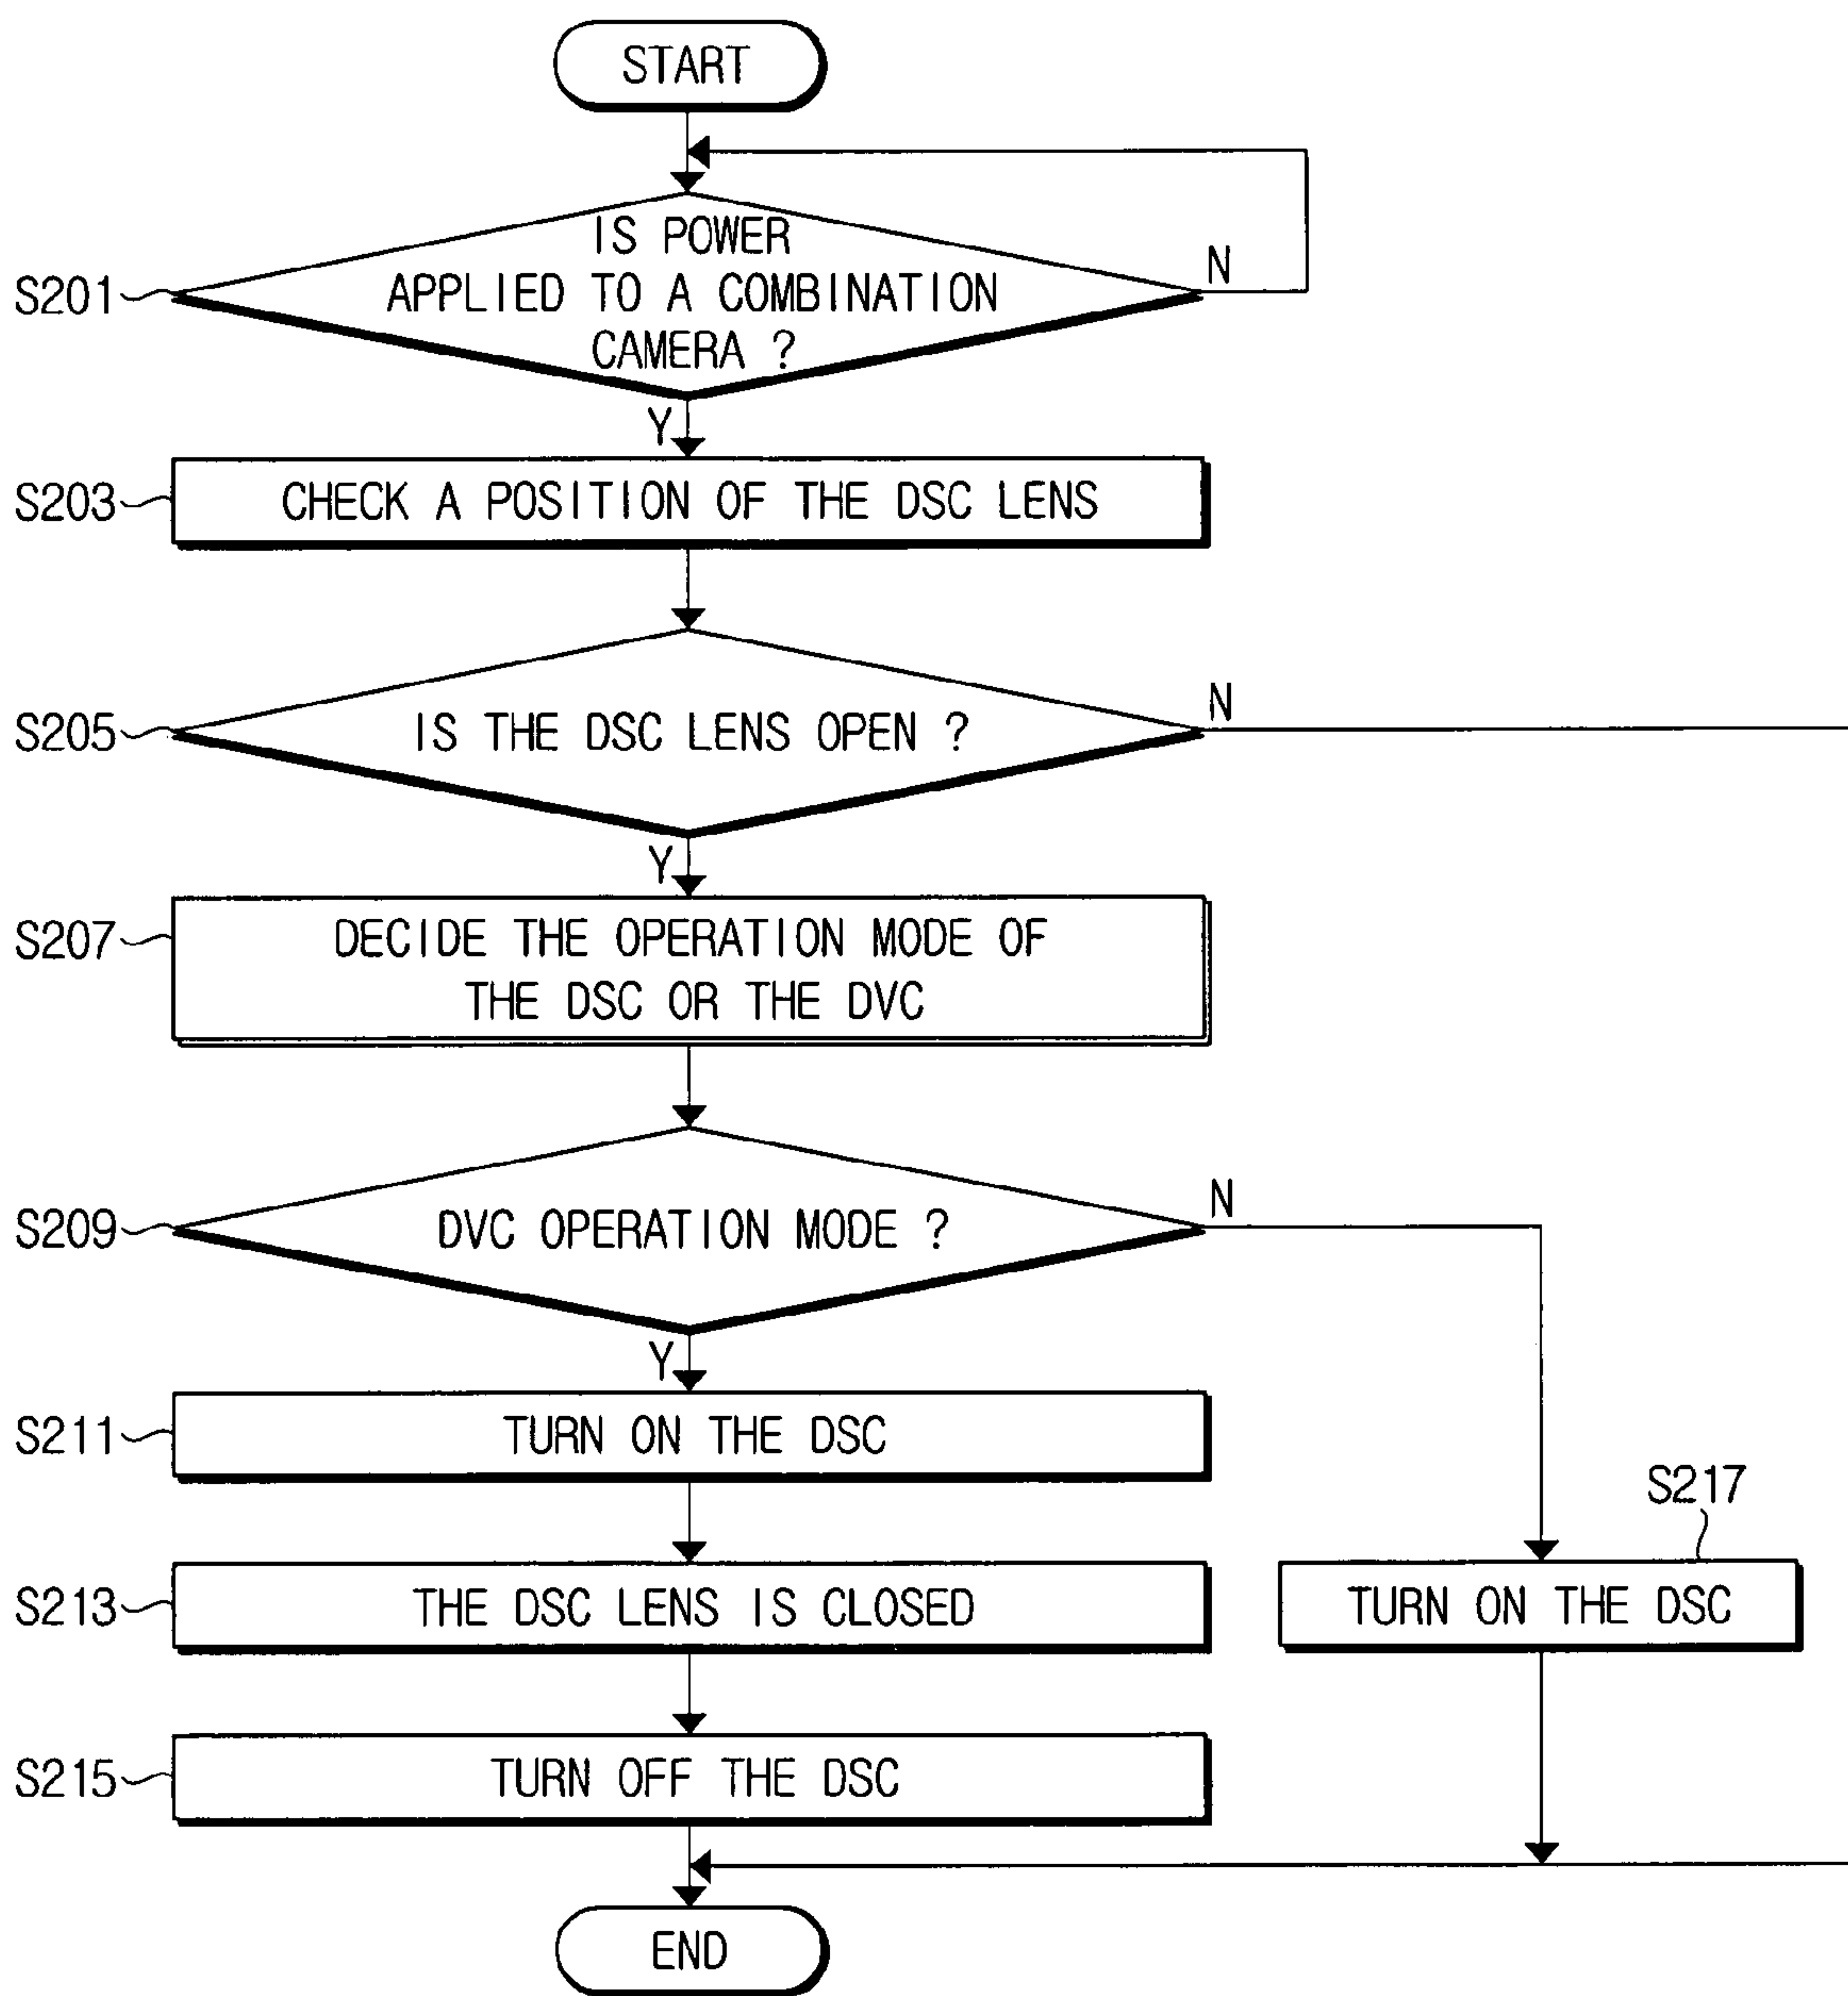 START
IS POWER
APPLIED TO A COMBINATION
CAMERA ?
N
S201
Y
S203
CHECK A POSITION OF THE DSC LENS
N
S205
IS THE DSC LENS OPEN ?
Y
S207
DECIDE THE OPERATION MODE OF
THE DSC OR THE DVC
N
S209
DVC OPERATION MODE ?
Y
S211
TURN ON THE DSC
S217
S213
THE DSC LENS IS CLOSED
TURN ON THE DSC
S215
TURN OFF THE DSC
END